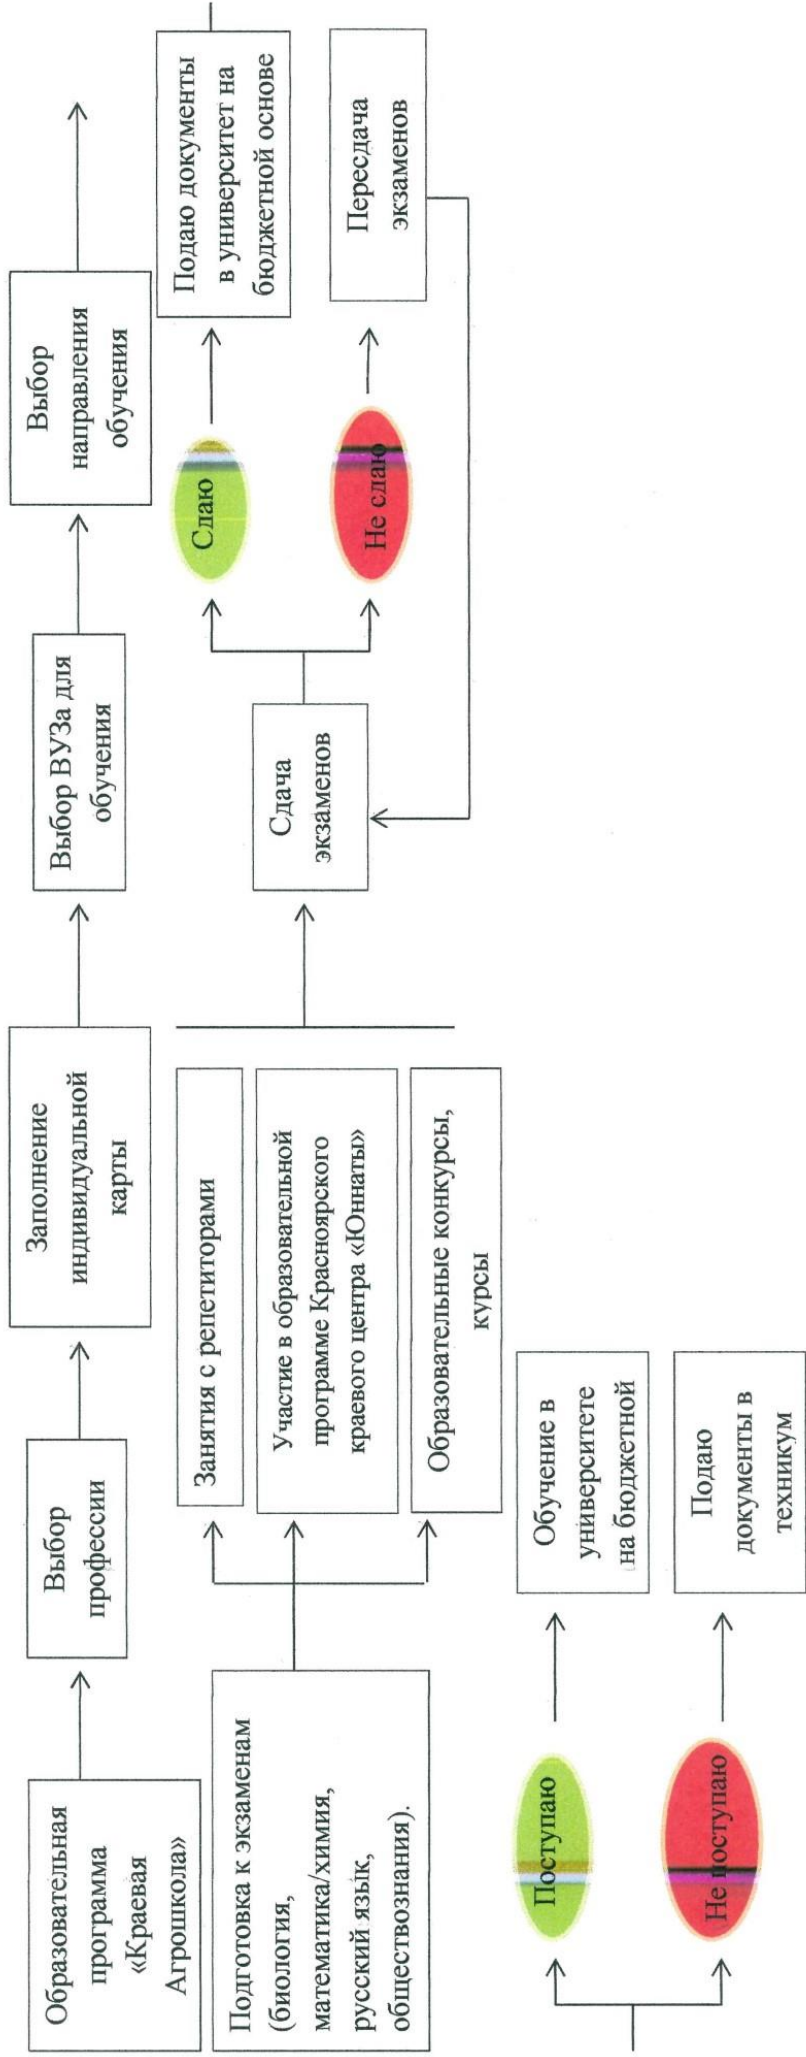 Образовательная
программа
«Краевая
Агрошкола»
Выбор
профессии
Заполнение
индивидуальной
карты
Выбор ВУЗа для
обучения
Выбор
направления
обучения
Подготовка к экзаменам
(биология,
математика/химия,
русский язык,
обществознания).
Занятия с репетиторами
Участие в образовательной
программе Красноярского
краевого центра «Юннаты»
Образовательные конкурсы,
курсы
Сдача
экзаменов
Сдаю
Не сдаю
Подаю документы
в университет на
бюджетной основе
Пересдача
экзаменов
Поступаю
Не поступаю
Обучение в
университете
на бюджетной
Подаю
документы в
техникум